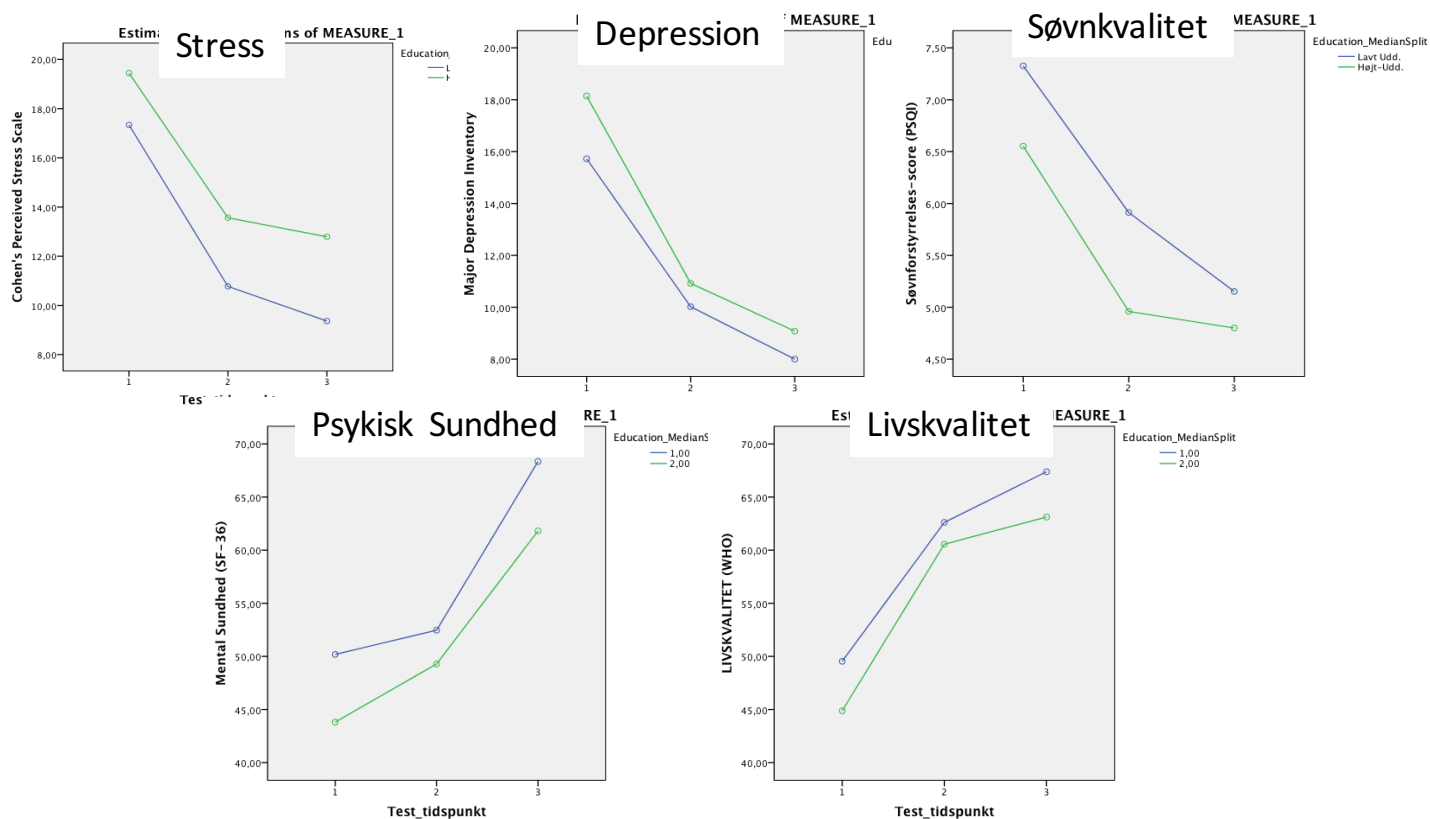 Estima
ns of MEASURE_1
Stress
Education_
Cohen's Perceived Stress Scale
20,00
18,00
16,00
14,00
12,00
10,00
8,00
1
2
3
MEASURE_1
Depression
Edu
Major Depression Inventory
20,00
18,00
16,00
14,00
12,00
10,00
8,00
1
2
3
MEASURE_1
Søvnkvalitet
Education_MedianSplit
Lavt Udd.
Højt-Udd.
Søvnforstyrrelses-score (PSQI)
7,50
7,00
6,50
6,00
5,50
5,00
4,50
1
2
3
RE_1
Psykisk Sundhed
Education_MedianS
1,00
2,00
Mental Sundhed (SF-36)
70,00
65,00
60,00
55,00
50,00
45,00
40,00
1
2
3
Test_tidspunkt
Est
EASURE_1
Livskvalitet
Education_MedianSplit
1,00
2,00
LIVSKVALITET (WHO)
70,00
65,00
60,00
55,00
50,00
45,00
40,00
1
2
3
Test_tidspunkt